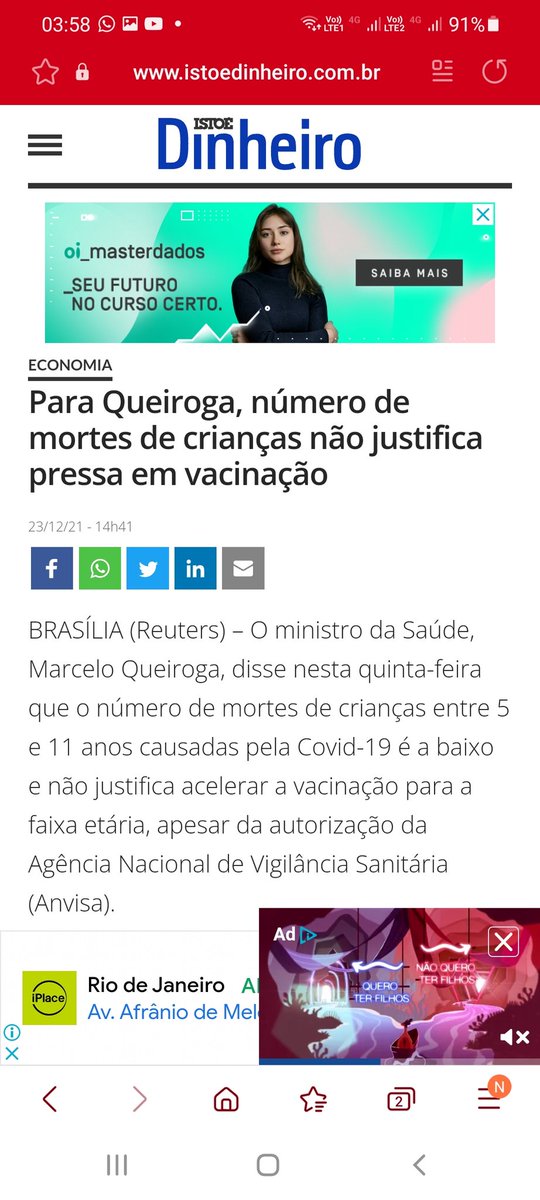 03:58
Vo) 4G Vo) 4G 91%
LTE1 LTE2
www.istoedinheiro.com.br
ISTOÉ
Dinheiro
oi_masterdados
_SEU FUTURO
NO CURSO CERTO.
SAIBA MAIS
ECONOMIA
Para Queiroga, número de
mortes de crianças não justifica
pressa em vacinação
23/12/21 - 14h41
BRASÍLIA (Reuters) – O ministro da Saúde,
Marcelo Queiroga, disse nesta quinta-feira
que o número de mortes de crianças entre 5
e 11 anos causadas pela Covid-19 é a baixo
e não justifica acelerar a vacinação para a
faixa etária, apesar da autorização da
Agência Nacional de Vigilância Sanitária
(Anvisa).
iPlace
Rio de Janeiro
Av. Afrânio de Mel
Ad
QUERO
TER FILHOS
NÃO QUERO
TER FILHOS
2
N